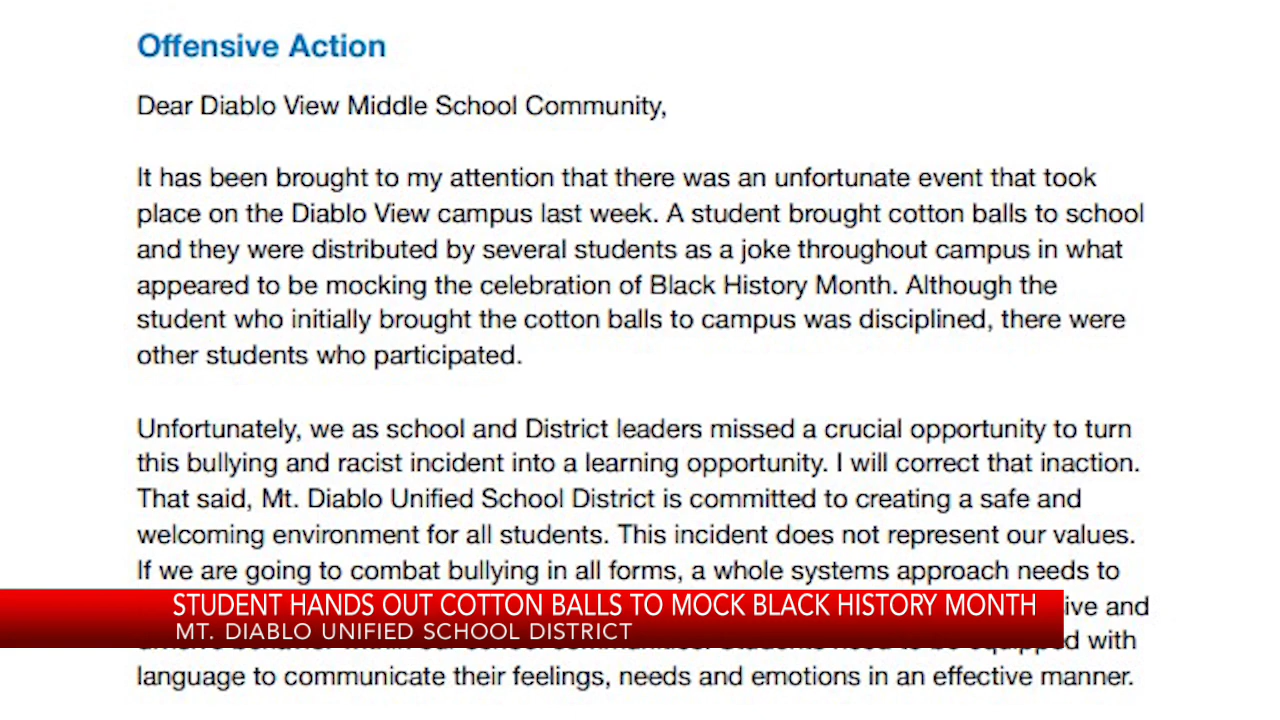 Offensive Action
Dear Diablo View Middle School Community,
It has been brought to my attention that there was an unfortunate event that took
place on the Diablo View campus last week. A student brought cotton balls to school
and they were distributed by several students as a joke throughout campus in what
appeared to be mocking the celebration of Black History Month. Although the
student who initially brought the cotton balls to campus was disciplined, there were
other students who participated.
Unfortunately, we as school and District leaders missed a crucial opportunity to turn
this bullying and racist incident into a learning opportunity. I will correct that inaction.
That said, Mt. Diablo Unified School District is committed to creating a safe and
welcoming environment for all students. This incident does not represent our values.
If we are going to combat bullying in all forms, a whole systems approach needs to
STUDENT HANDS OUT COTTON BALLS TO MOCK BLACK HISTORY MONTH
and
MT. DIABLO UNIFIED SCHOOL DISTRICT
with
language to communicate their feelings, needs and emotions in an effective manner.